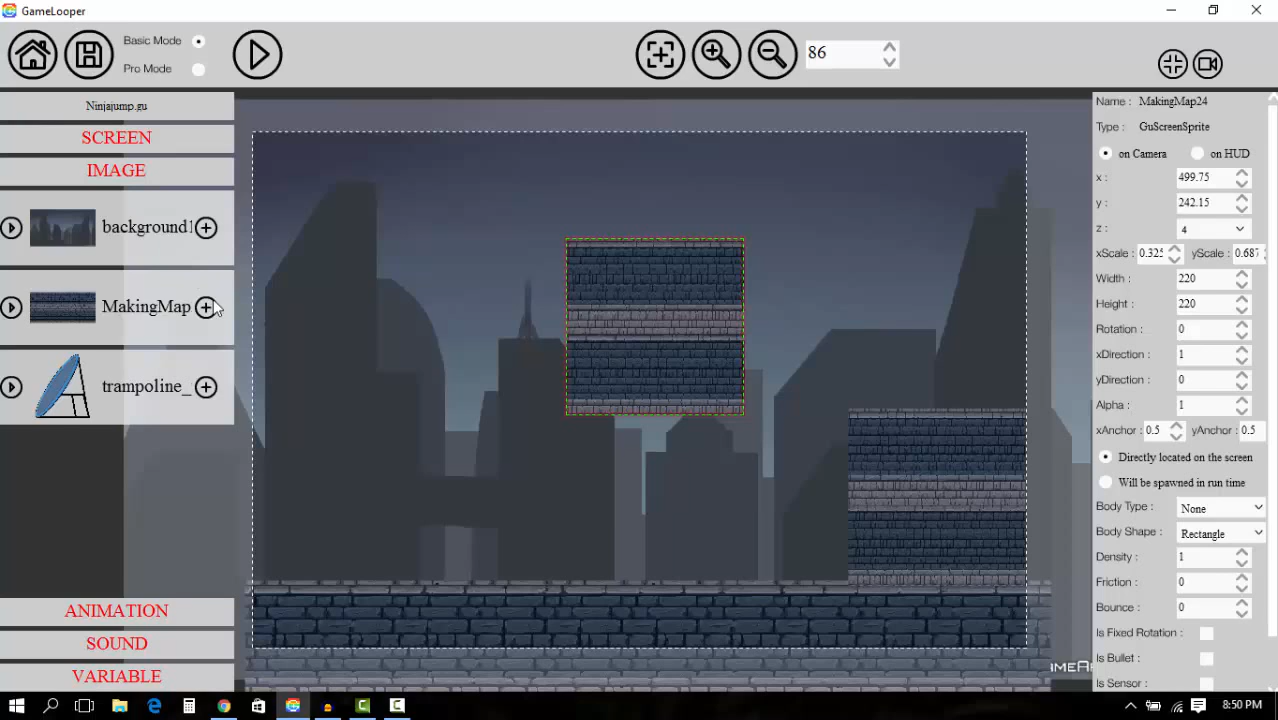 GameLooper
Basic Mode
Pro Mode
86
Ninjajump.gu
SCREEN
IMAGE
background1
MakingMap
trampoline_
ANIMATION
SOUND
VARIABLE
Name : MakingMap24
Type : GuScreenSprite
on Camera on HUD
x : 499.75
y : 242.15
z : 4
xScale : 0.325 yScale : 0.687
Width : 220
Height : 220
Rotation : 0
xDirection : 1
yDirection : 0
Alpha : 1
xAnchor : 0.5 yAnchor : 0.5
Directly located on the screen
Will be spawned in run time
Body Type : None
Body Shape : Rectangle
Density : 1
Friction : 0
Bounce : 0
Is Fixed Rotation :
Is Bullet :
Is Sensor :
8:50 PM